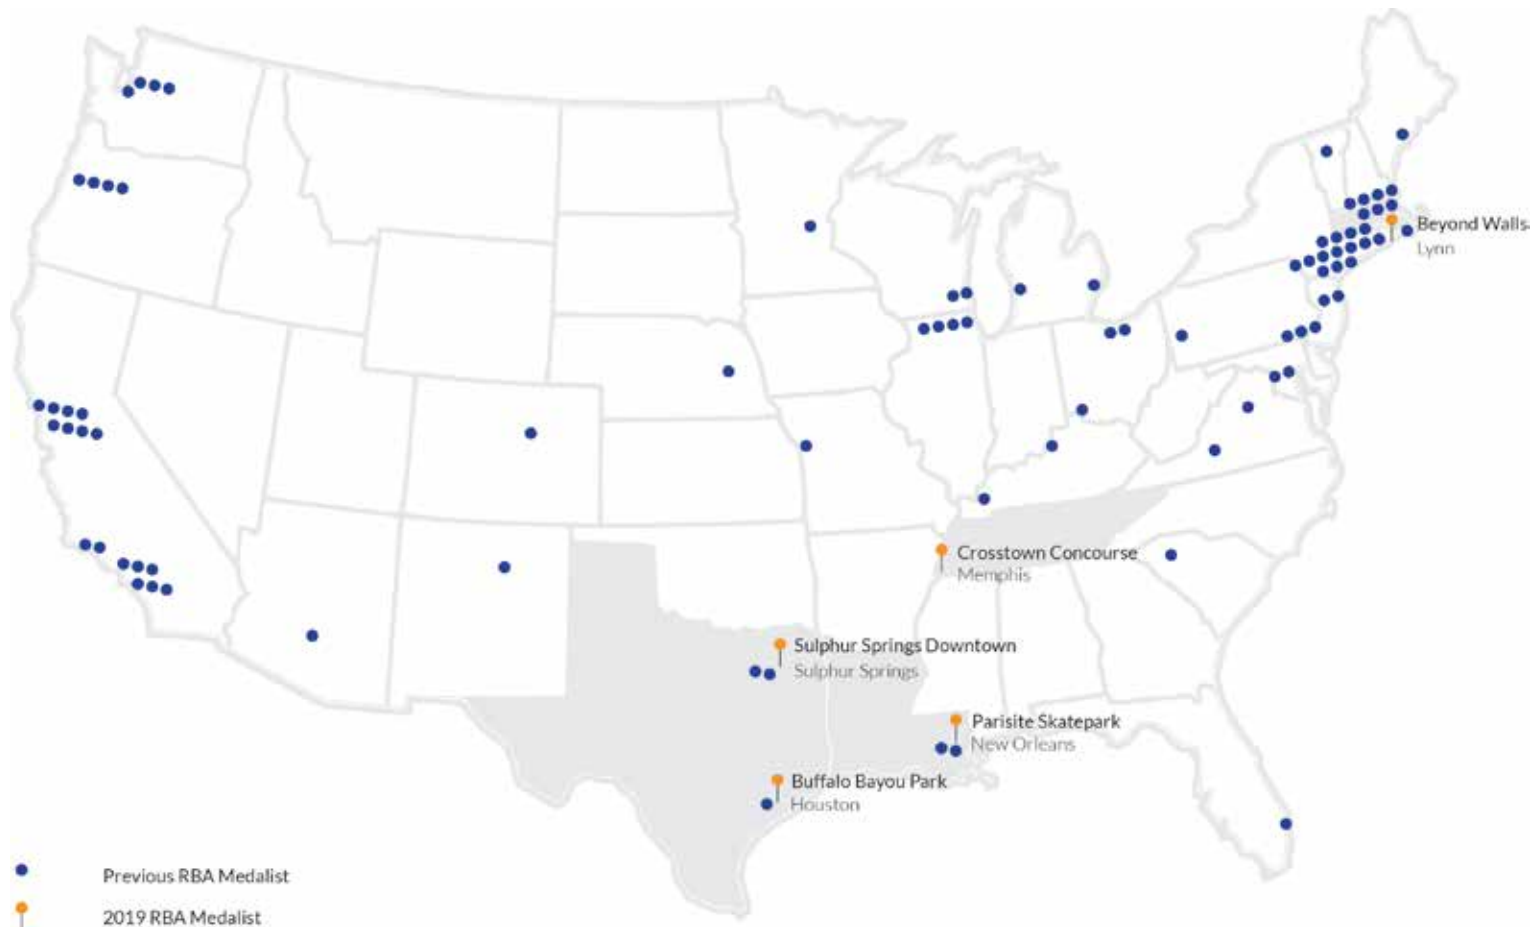 Beyond Walls
Lynn
Crosstown Concourse
Memphis
Sulphur Springs Downtown
Sulphur Springs
Parisite Skatepark
New Orleans
Buffalo Bayou Park
Houston
Previous RBA Medalist
2019 RBA Medalist